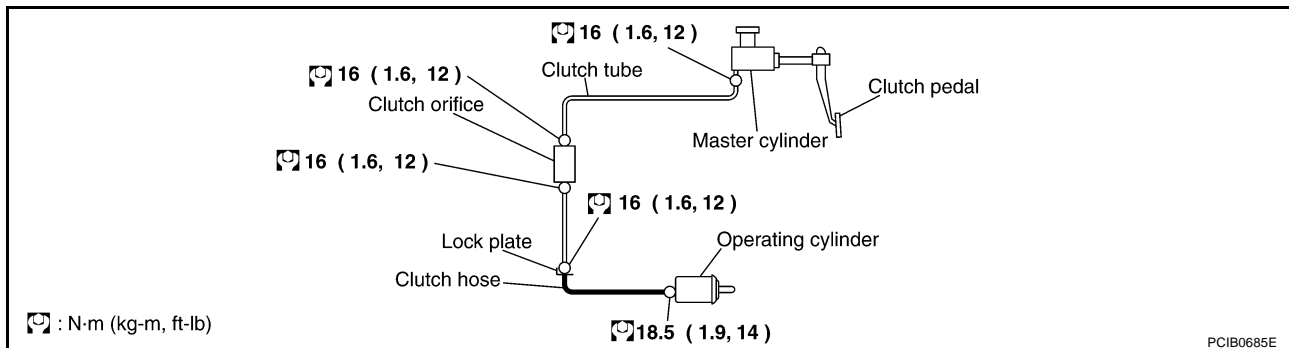 16 ( 1.6, 12 )
Clutch tube
16 ( 1.6, 12 )
Clutch pedal
Clutch orifice
Master cylinder
16 ( 1.6, 12 )
16 ( 1.6, 12 )
Lock plate
Operating cylinder
Clutch hose
: N·m (kg-m, ft-lb)
18.5 ( 1.9, 14 )
PCIB0685E